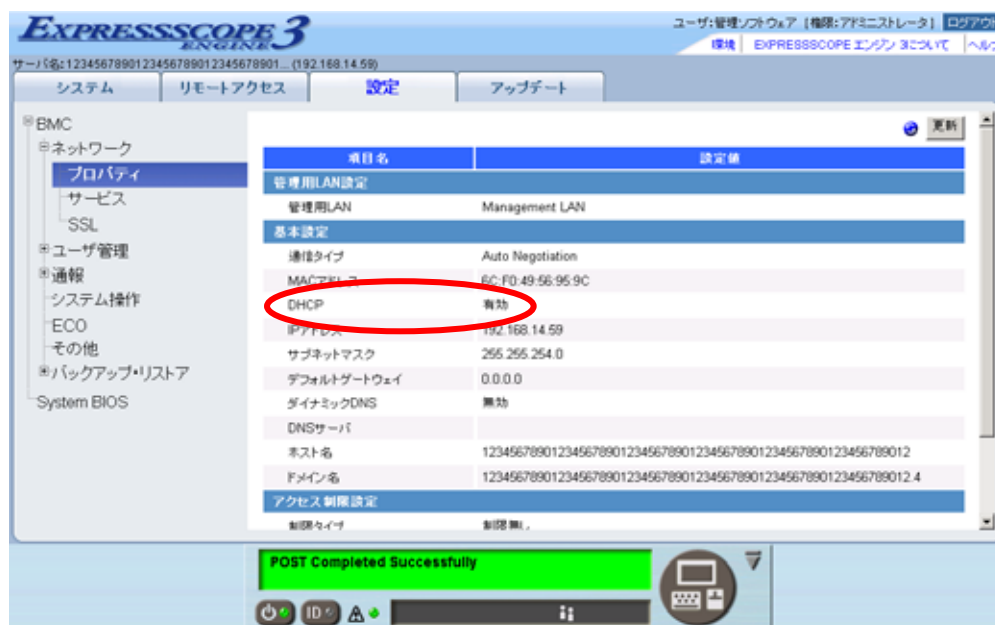 EXPRESSSCOPE 3
ENGINE
ユーザ:管理ソフトウェア [権限:アドミニストレータ] ログアウト
環境 EXPRESSSCOPE エンジン 3について ヘル
サーバ名:1234567890123456789012345678901... (192.168.14.59)
システム リモートアクセス 設定 アップデート
BMC
ネットワーク
プロパティ
サービス
SSL
ユーザ管理
通報
システム操作
ECO
その他
バックアップ・リストア
System BIOS
更新
項目名 設定値
管理用LAN設定
管理用LAN Management LAN
基本設定
通信タイプ Auto Negotiation
MACアドレス 6C:F0:49:56:95:9C
DHCP 有効
IPアドレス 192.168.14.59
サブネットマスク 255.255.254.0
デフォルトゲートウェイ 0.0.0.0
ダイナミックDNS 無効
DNSサーバ
ホスト名 12345678901234567890123456789012345678901234567890123456789012
ドメイン名 12345678901234567890123456789012345678901234567890123456789012.4
アクセス制限設定
制限タイプ 制限無し
POST Completed Successfully
ID